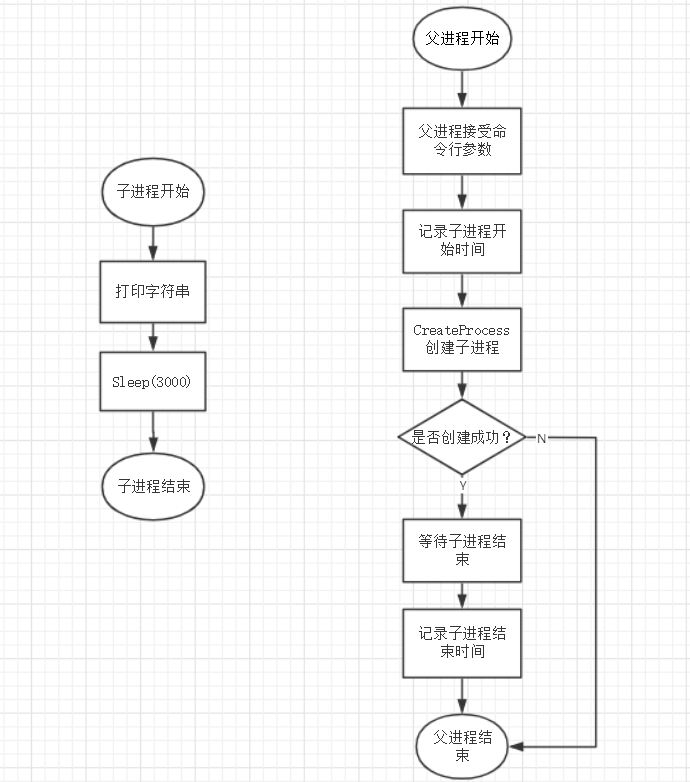 子进程开始
打印字符串
Sleep(3000)
子进程结束
父进程开始
父进程接受命
令行参数
记录子进程开
始时间
CreateProcess
创建子进程
是否创建成功？
N
Y
等待子进程结
束
记录子进程结
束时间
父进程结
束